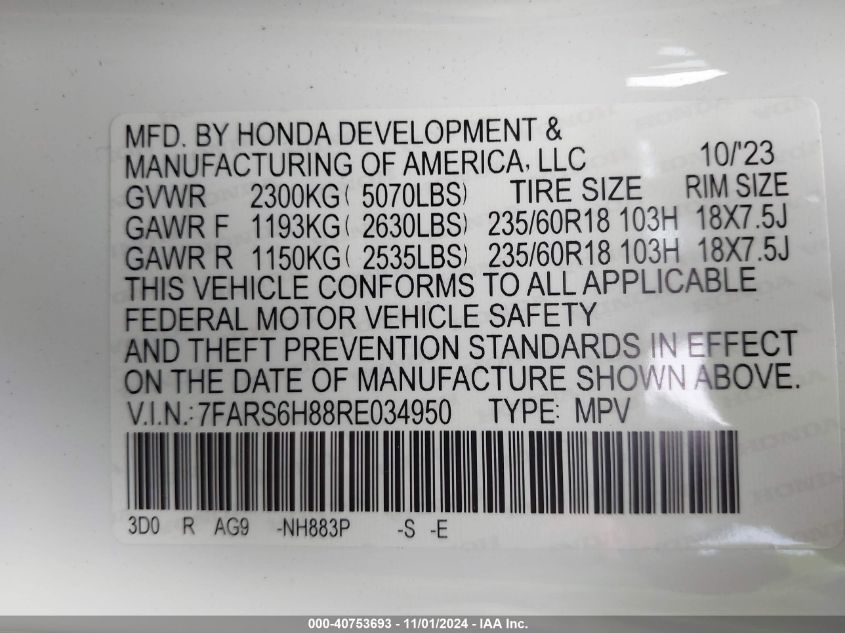 MFD. BY HONDA DEVELOPMENT &
MANUFACTURING OF AMERICA, LLC 10/'23
GVWR 2300KG( 5070LBS) TIRE SIZE RIM SIZE
GAWR F 1193KG( 2630LBS) 235/60R18 103H 18X7.5J
GAWR R 1150KG( 2535LBS) 235/60R18 103H 18X7.5J
THIS VEHICLE CONFORMS TO ALL APPLICABLE
FEDERAL MOTOR VEHICLE SAFETY
AND THEFT PREVENTION STANDARDS IN EFFECT
ON THE DATE OF MANUFACTURE SHOWN ABOVE.
V.I.N.:7FARS6H88RE034950 TYPE: MPV
3D0 R AG9 -NH883P -S -E
000-40753693 - 11/01/2024 - IAA Inc.